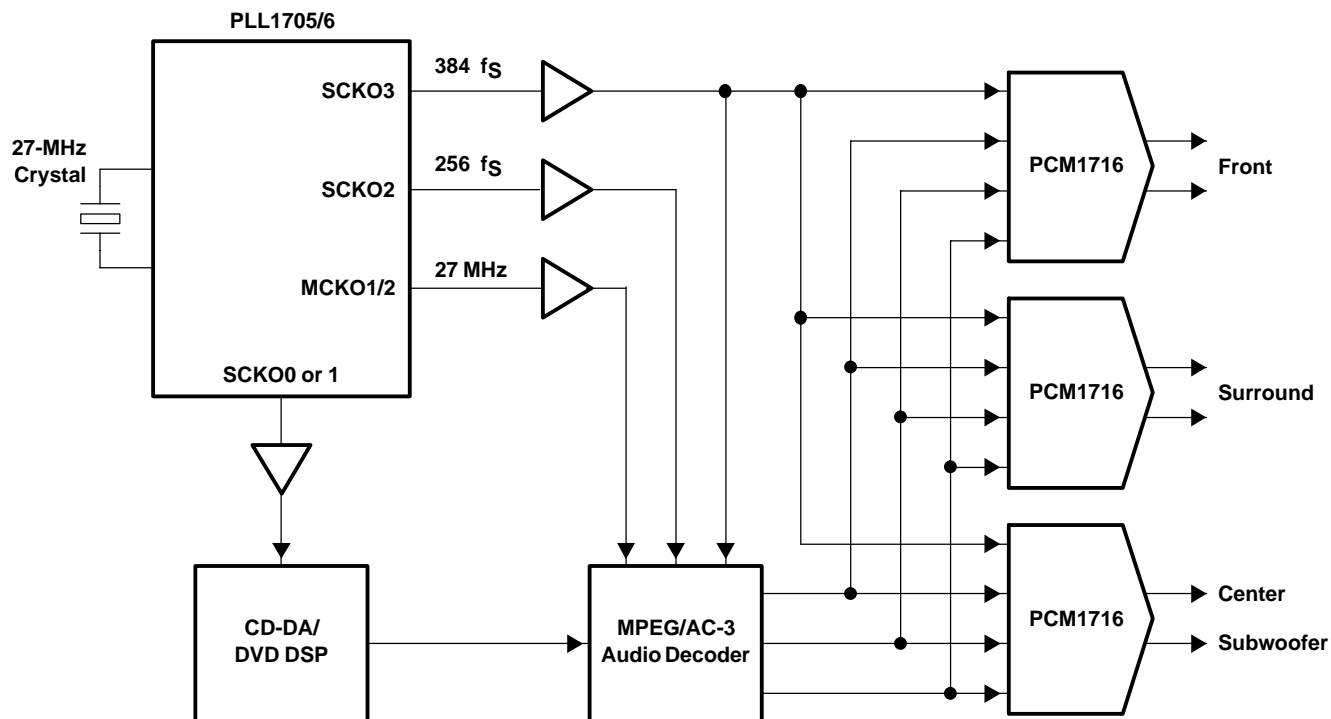 PLL1705/6
27-MHz
Crystal
SCKO3
384 fS
SCKO2
256 fS
MCKO1/2
27 MHz
SCKO0 or 1
PCM1716
Front
PCM1716
Surround
PCM1716
Center
Subwoofer
CD-DA/
DVD DSP
MPEG/AC-3
Audio Decoder